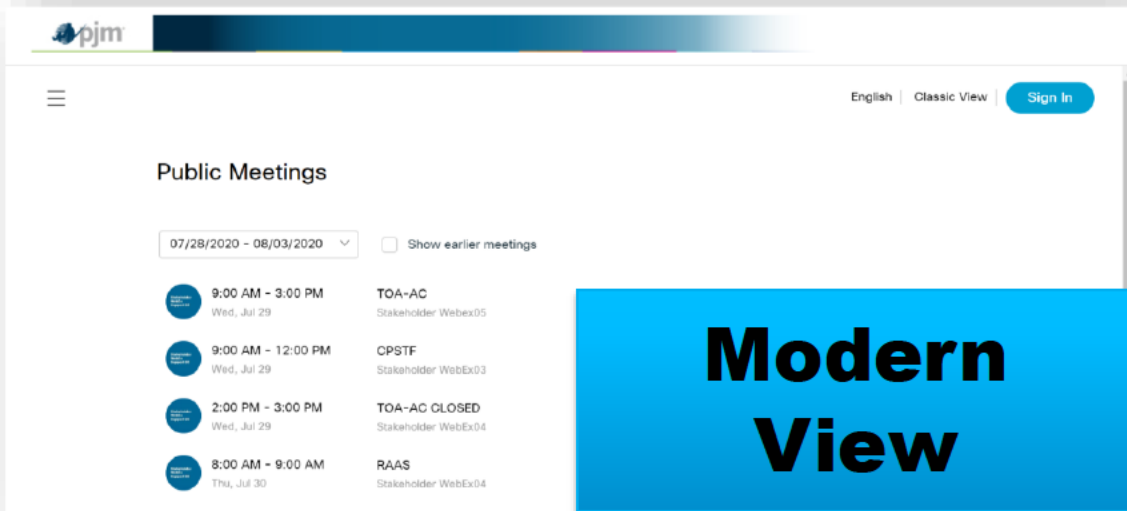 pjm
English | Classic View | Sign In
Public Meetings
07/28/2020 - 08/03/2020 Show earlier meetings
9:00 AM - 3:00 PM TOA-AC
Wed, Jul 29 Stakeholder Webex05
9:00 AM - 12:00 PM CPSTF
Wed, Jul 29 Stakeholder WebEx03
2:00 PM - 3:00 PM TOA-AC CLOSED
Wed, Jul 29 Stakeholder WebEx04
8:00 AM - 9:00 AM RAAS
Thu, Jul 30 Stakeholder WebEx04
Modern
View